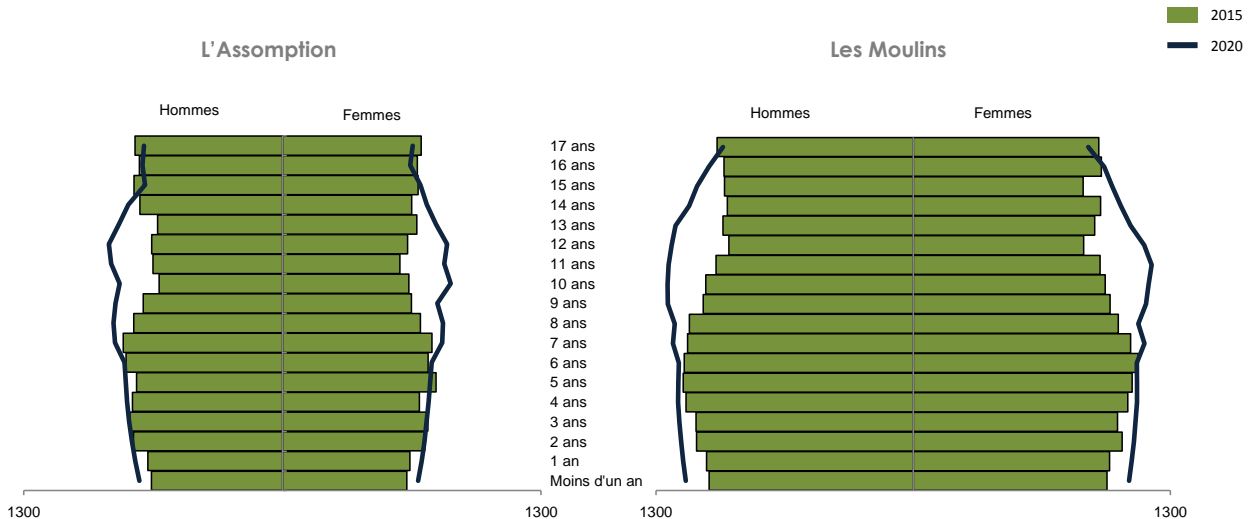 2015
2020
L'Assomption
Les Moulins
Hommes
Femmes
Hommes
Femmes
17 ans
16 ans
15 ans
14 ans
13 ans
12 ans
11 ans
10 ans
9 ans
8 ans
7 ans
6 ans
5 ans
4 ans
3 ans
2 ans
1 an
Moins d'un an
1300
1300
1300
1300